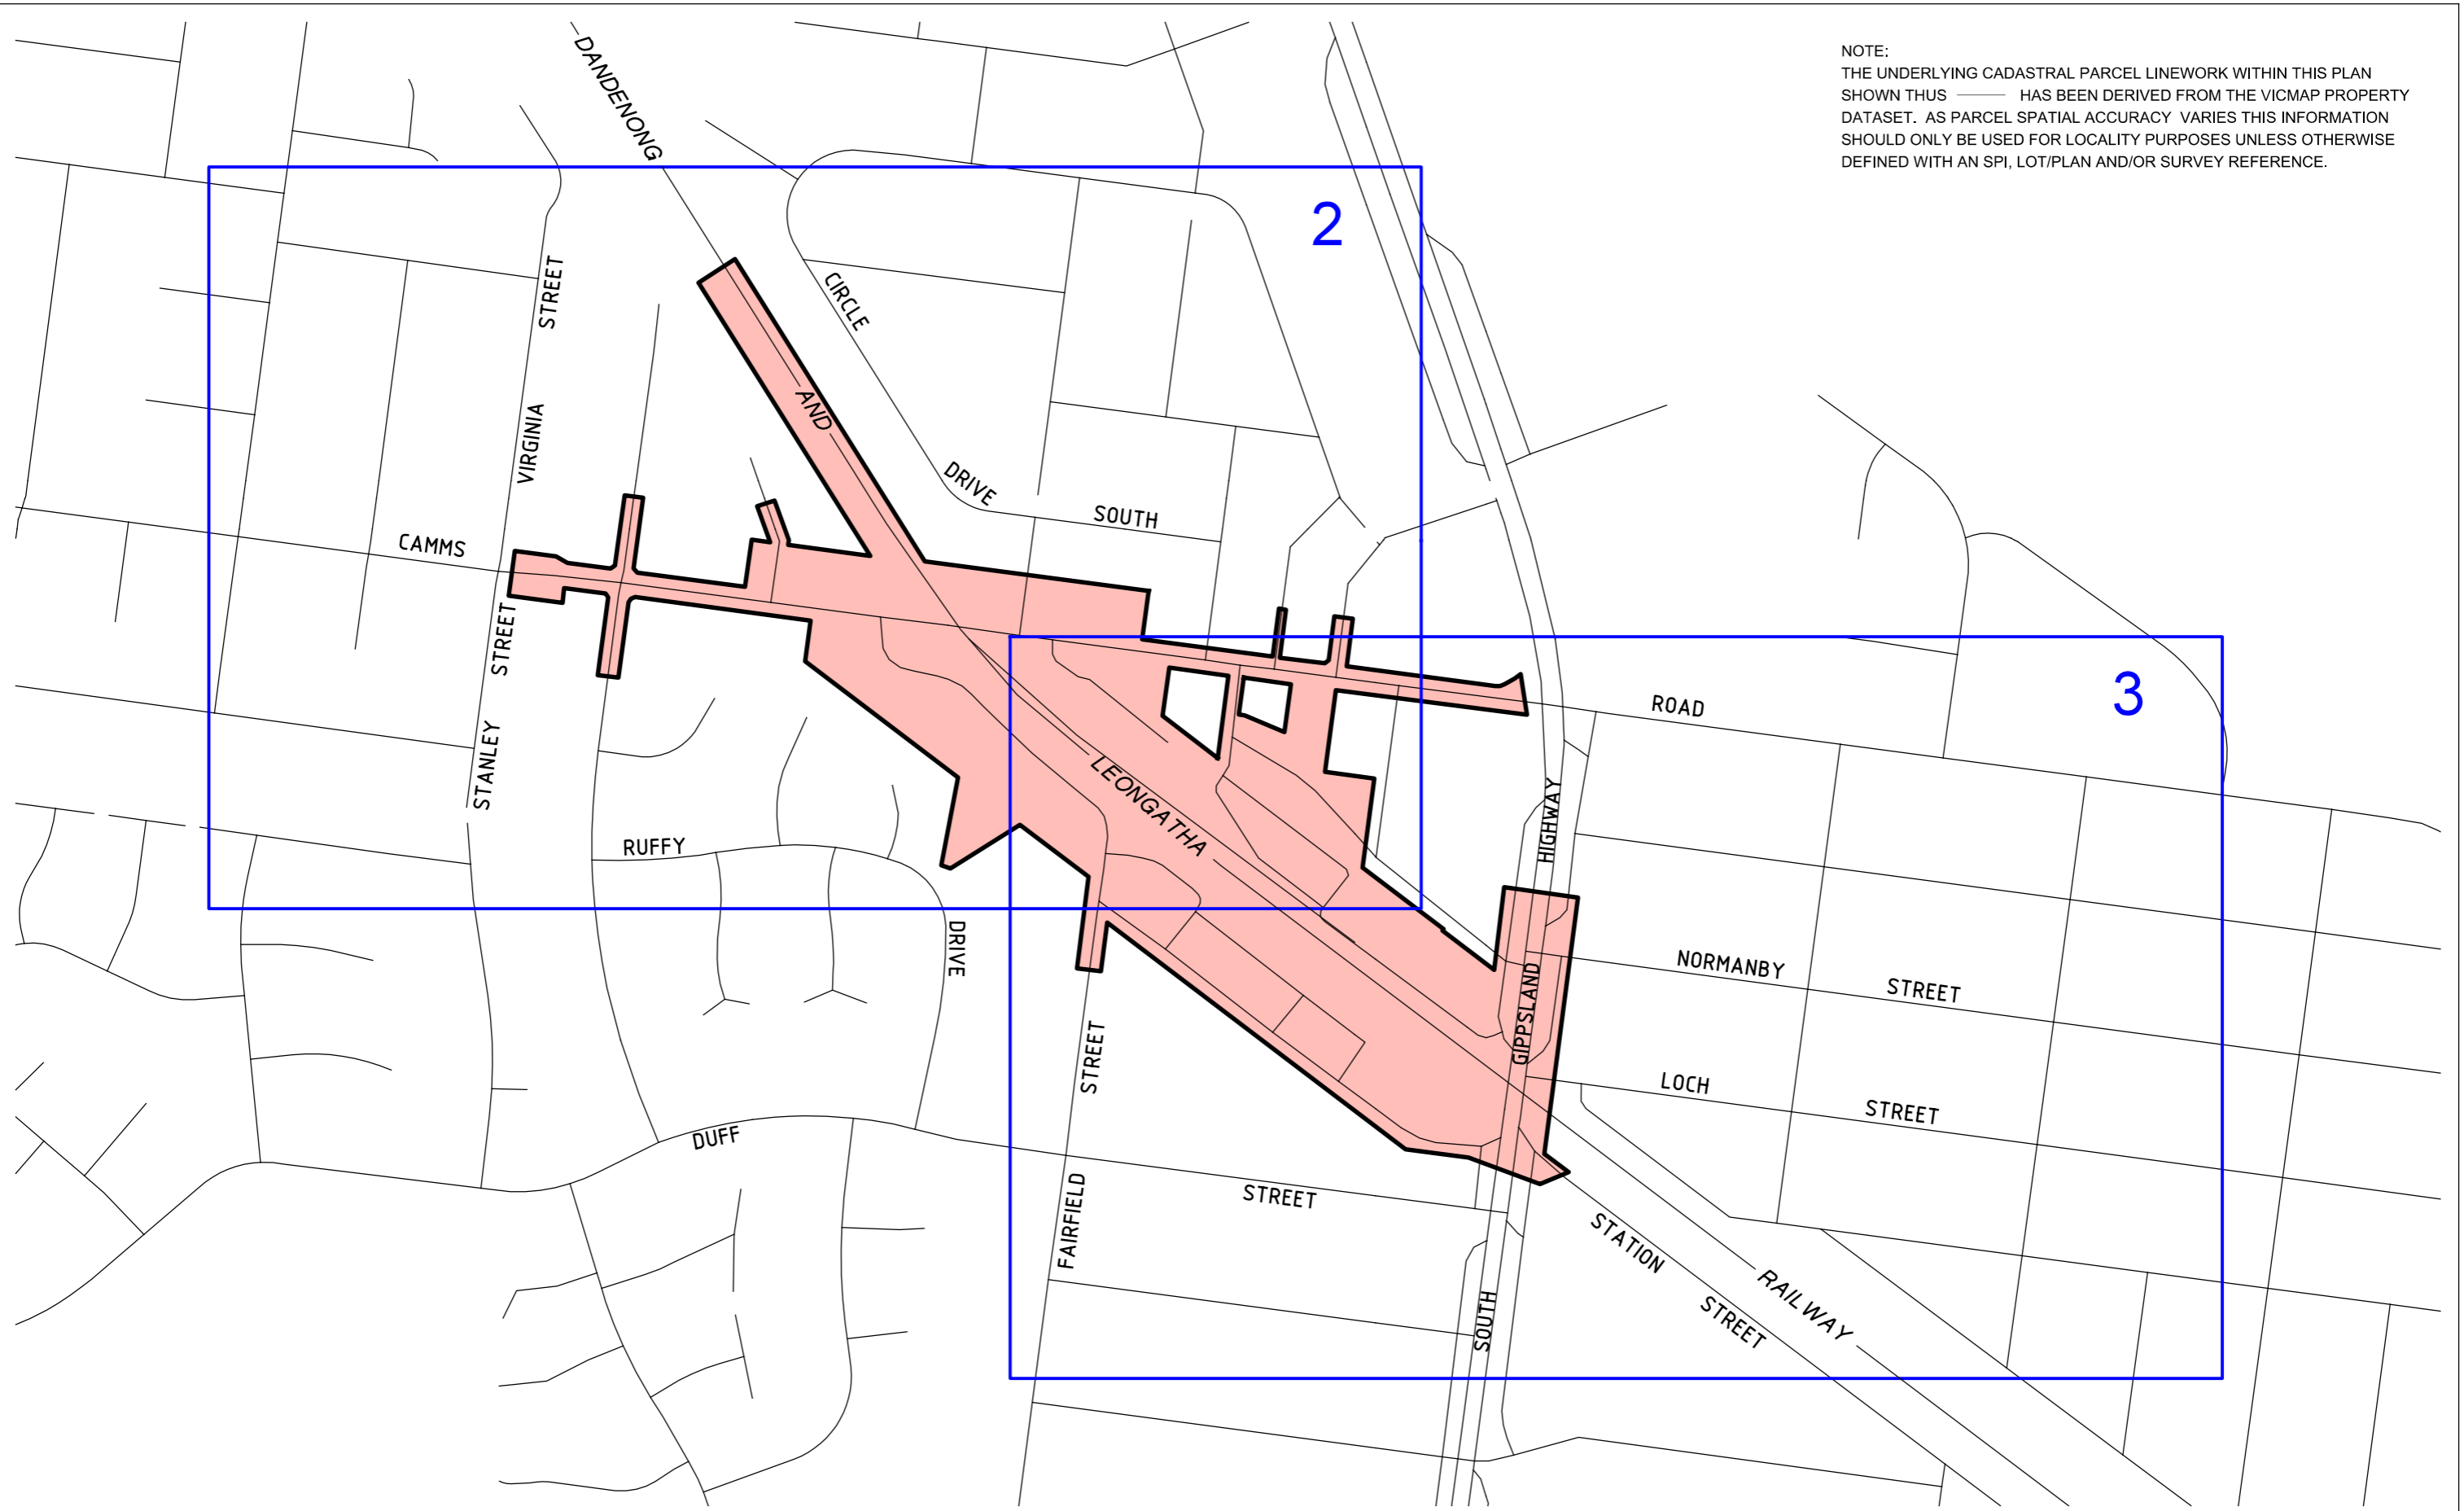 NOTE:
THE UNDERLYING CADASTRAL PARCEL LINEWORK WITHIN THIS PLAN
SHOWN THUS HAS BEEN DERIVED FROM THE VICMAP PROPERTY
DATASET. AS PARCEL SPATIAL ACCURACY VARIES THIS INFORMATION
SHOULD ONLY BE USED FOR LOCALITY PURPOSES UNLESS OTHERWISE
DEFINED WITH AN SPI, LOT/PLAN AND/OR SURVEY REFERENCE.
DANDENONG
2
STREET
CIRCLE
AND
VIRGINIA
DRIVE
SOUTH
CAMMS
STREET
3
ROAD
STANLEY
LEONGATHA
HIGHWAY
RUFFY
DRIVE
NORMANBY
STREET
GIPPSLAND
STREET
LOCH
STREET
DUFF
FAIRFIELD
STREET
STATION
RAILWAY
SOUTH
STREET